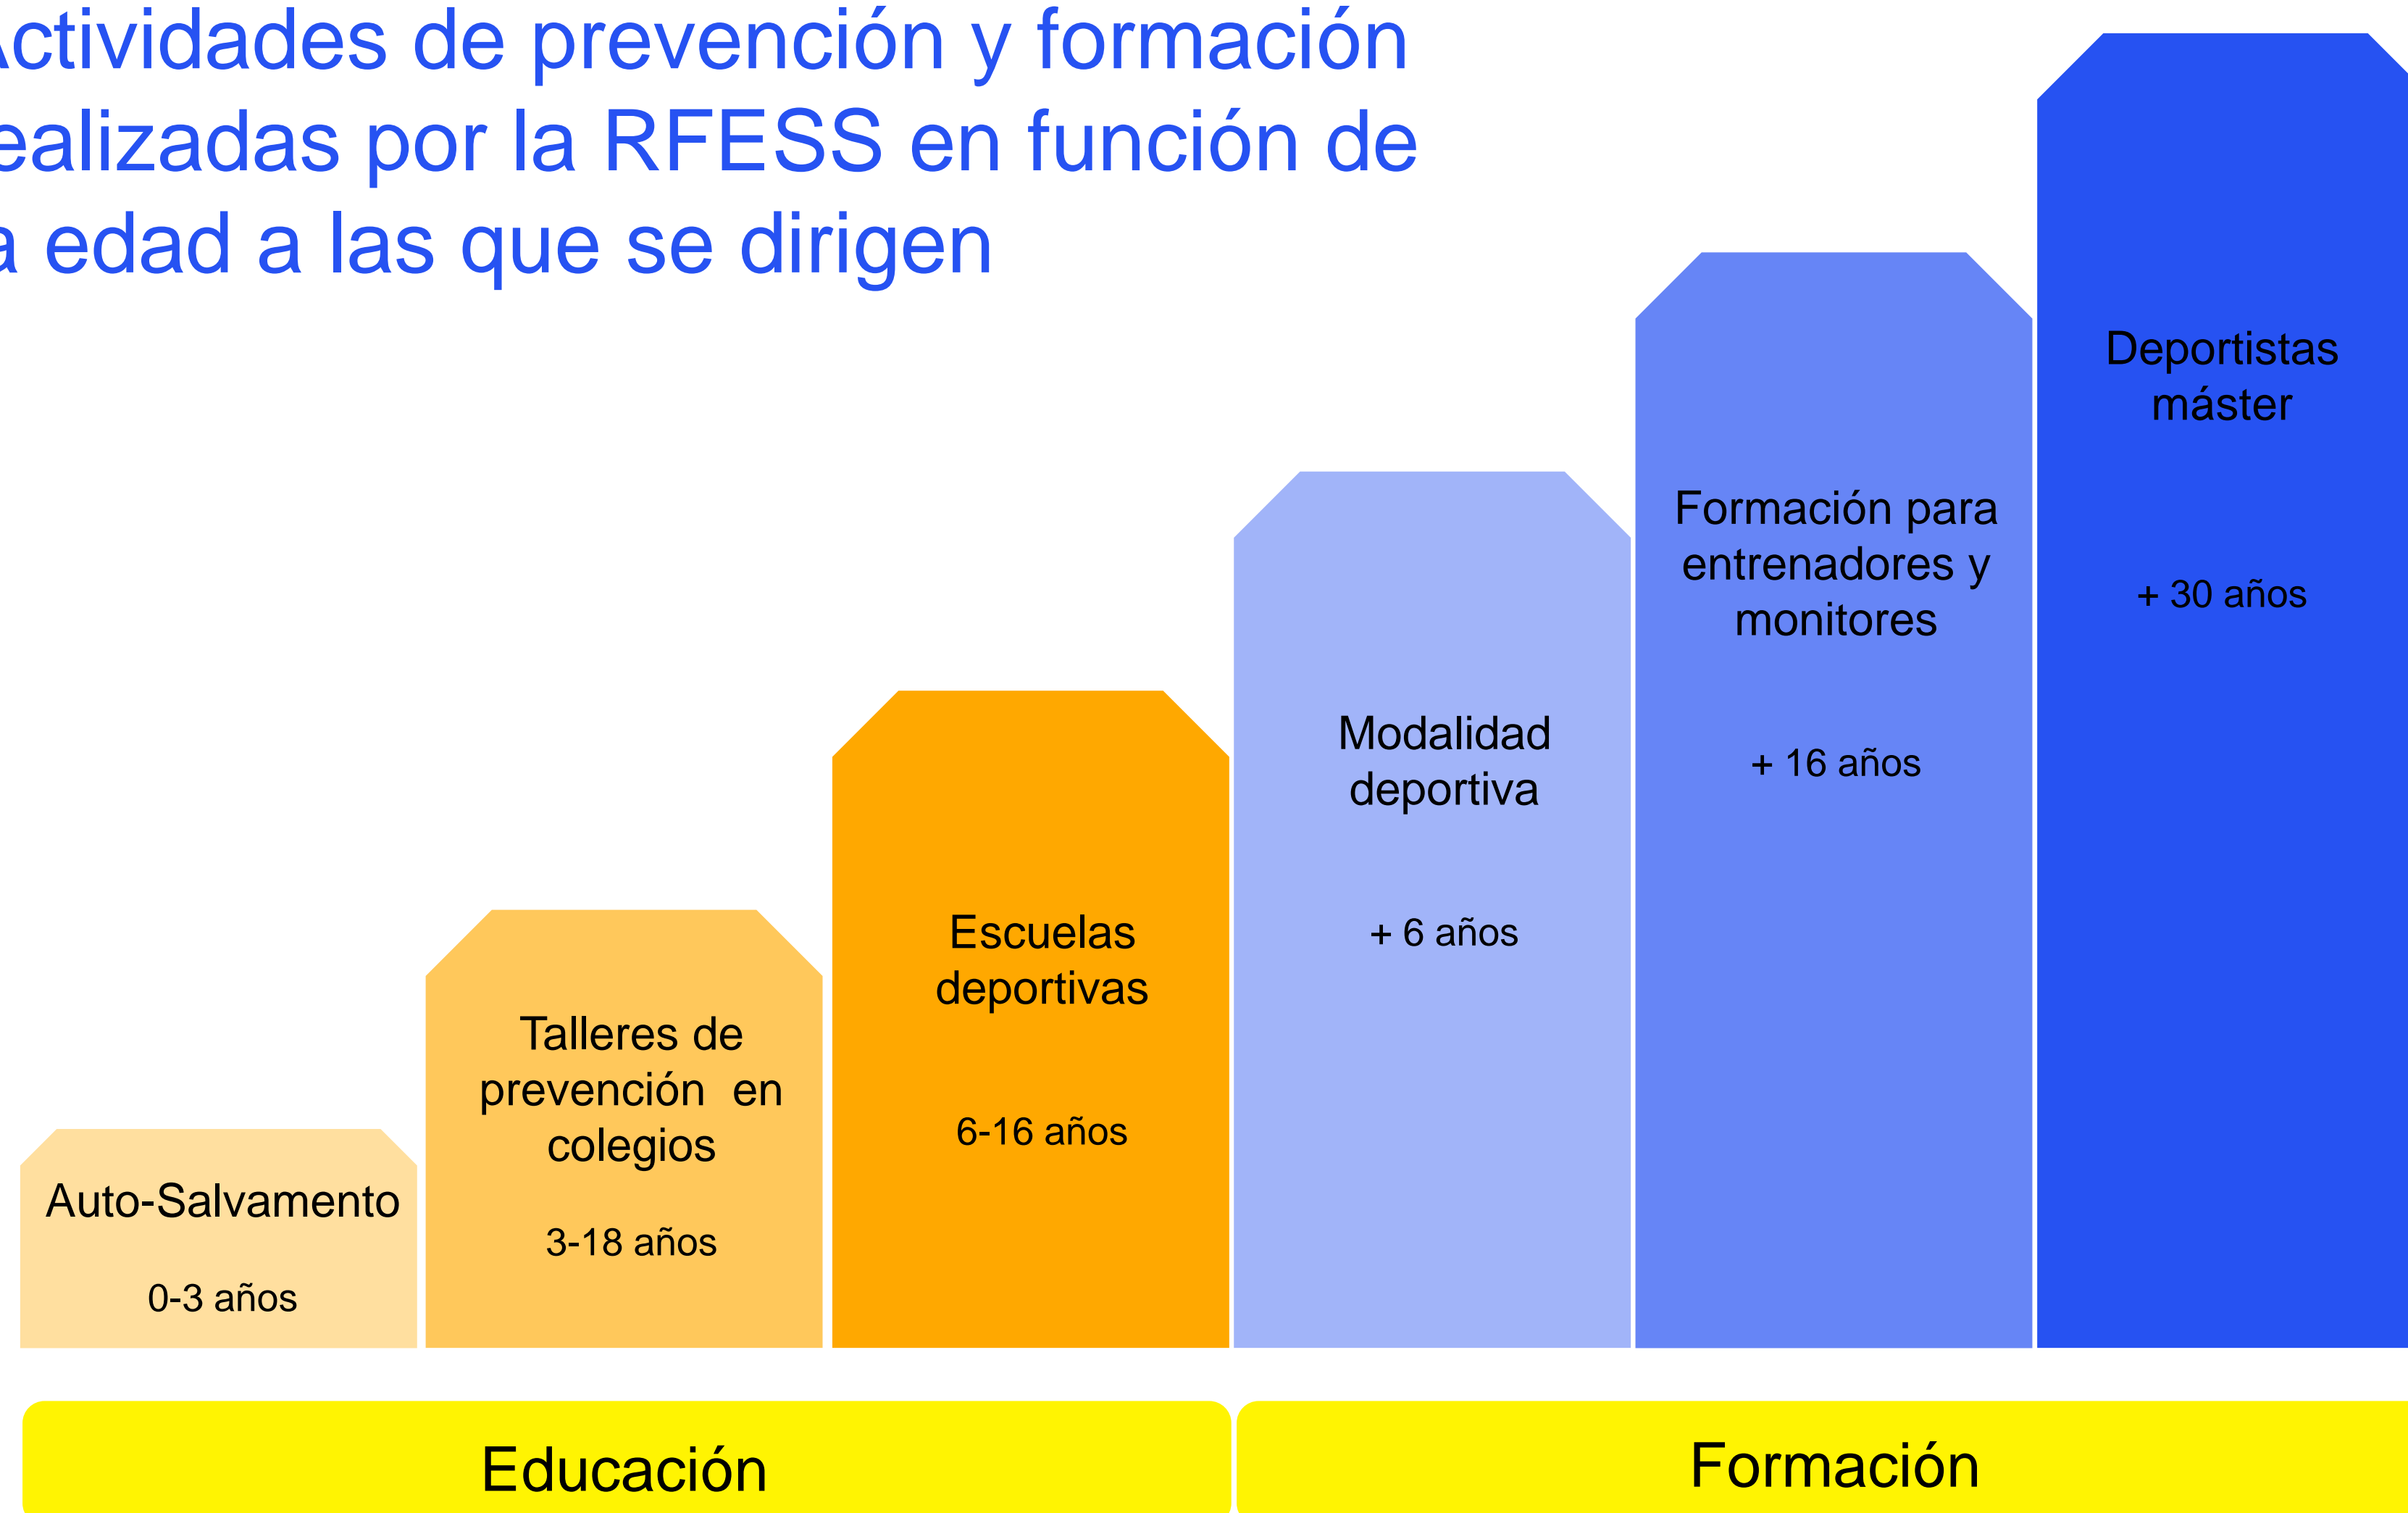 Actividades de prevención y formación
ealizadas por la RFESS en función de
a edad a las que se dirigen
Deportistas
máster
+ 30 años
Formación para
entrenadores y
monitores
+ 16 años
Modalidad
deportiva
+ 6 años
Escuelas
deportivas
6-16 años
Talleres de
prevención en
colegios
3-18 años
Auto-Salvamento
0-3 años
Educación
Formación